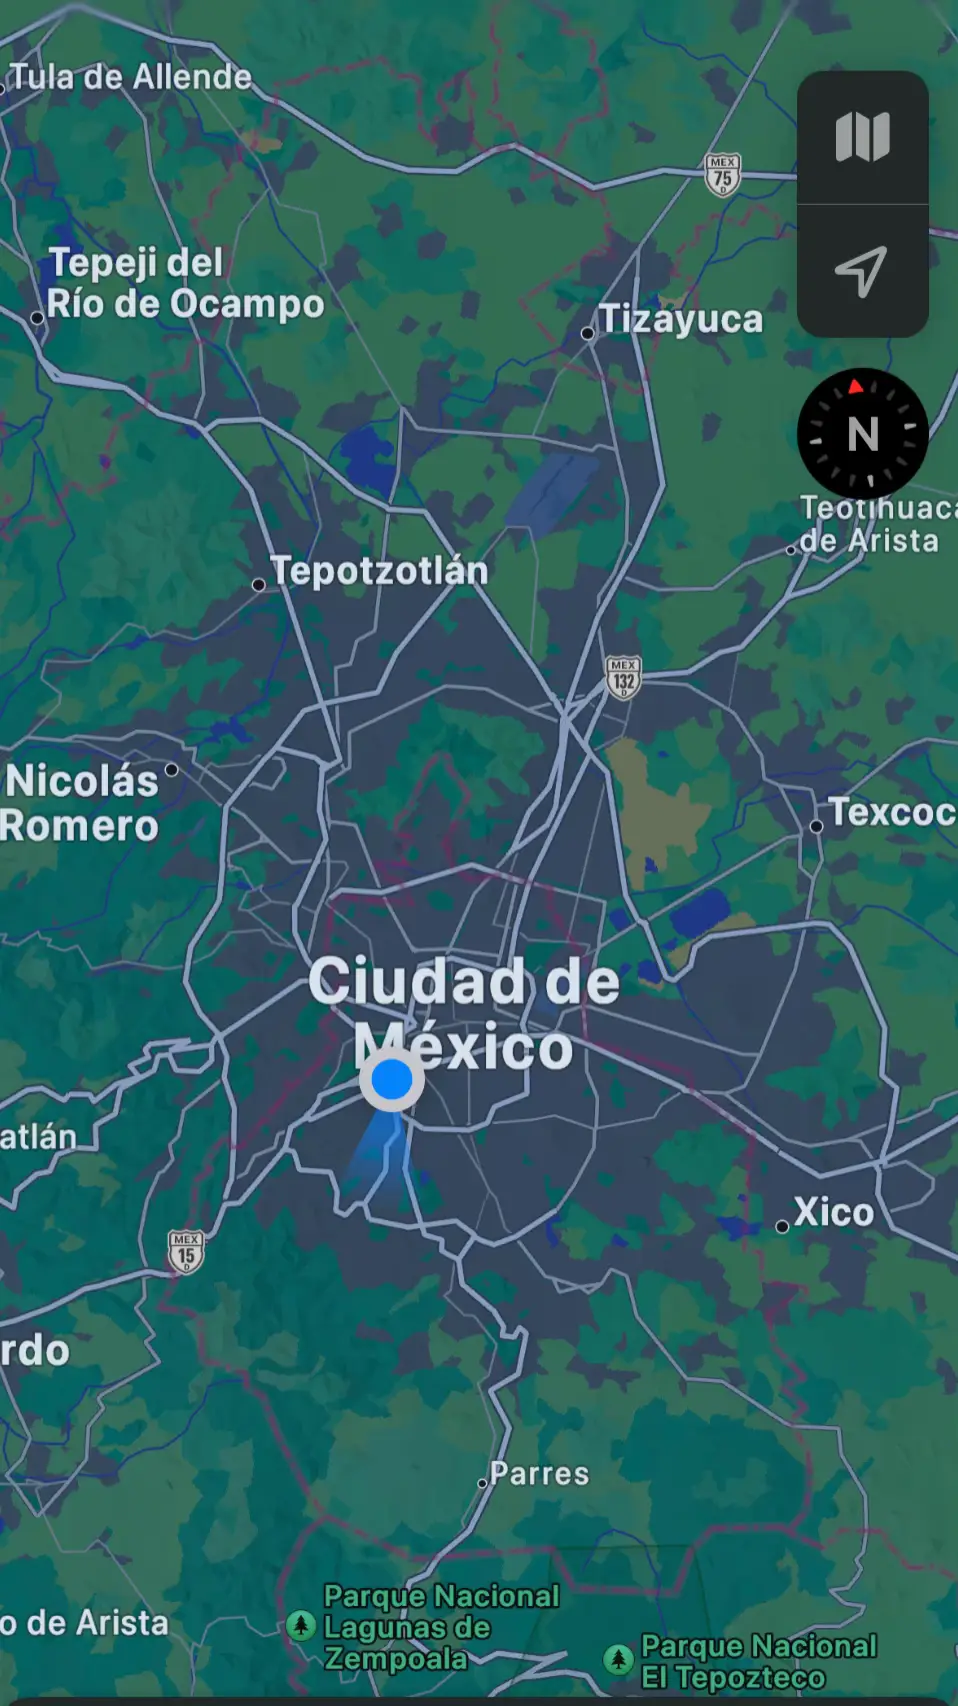 Tula de Allende
MEX
75
D
Tepeji del
Río de Ocampo
Tizayuca
N
Teotihuaca
de Arista
Tepotzotlán
MEX
132
D
Nicolás
Romero
Texcoc
Ciudad de
México
atlán
Xico
MEX
15
D
rdo
Parres
Parque Nacional
Lagunas de
Zempoala
o de Arista
Parque Nacional
El Tepozteco